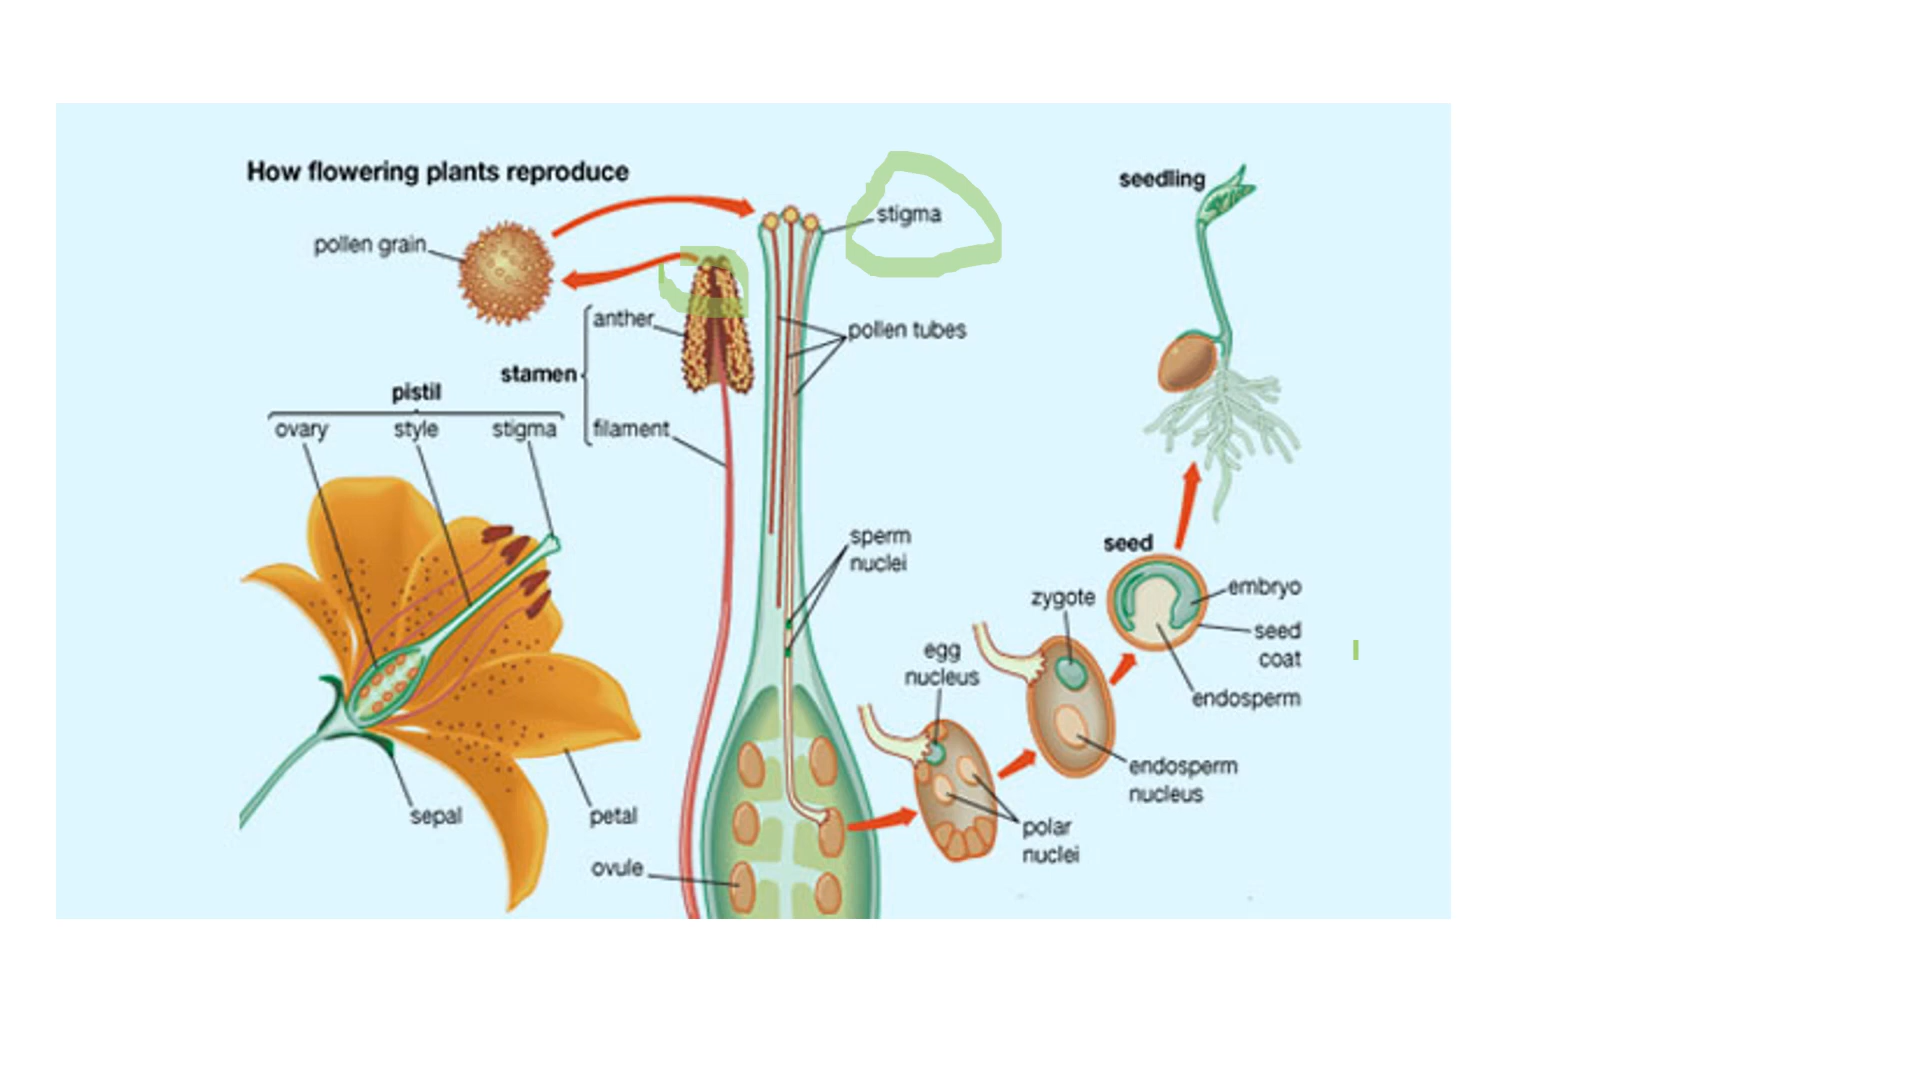 How flowering plants reproduce
pollen grain
stigma
seedling
anther
pollen tubes
stamen
pistil
ovary style stigma
filament
sperm
nuclei
seed
zygote
embryo
seed
coat
egg
nucleus
endosperm
endosperm
nucleus
sepal
petal
polar
nuclei
ovule